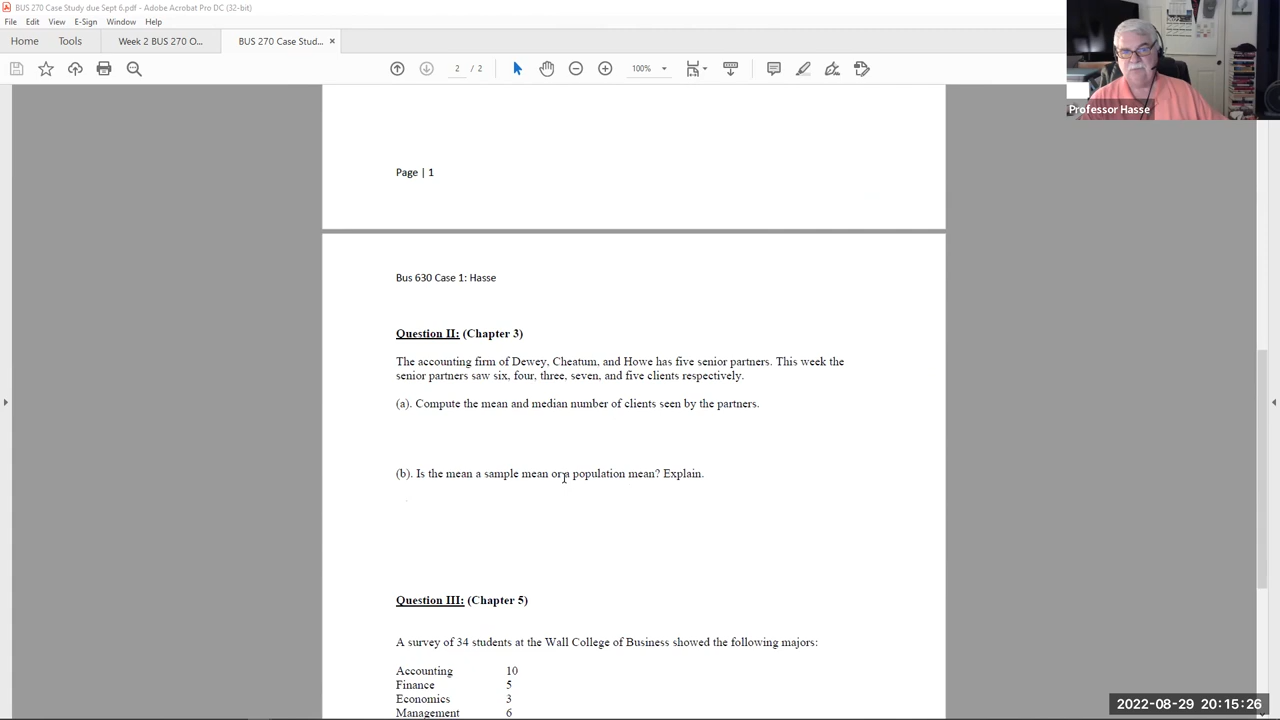 BUS 270 Case Study due Sept 6.pdf - Adobe Acrobat Pro DC (32-bit)
File Edit View E-Sign Window Help
Home Tools Week 2 BUS 270 O... BUS 270 Case Stud... ×
2 / 2 100%
Professor Hasse
Page | 1
Bus 630 Case 1: Hasse
Question II: (Chapter 3)
The accounting firm of Dewey, Cheatum, and Howe has five senior partners. This week the
senior partners saw six, four, three, seven, and five clients respectively.
(a). Compute the mean and median number of clients seen by the partners.
(b). Is the mean a sample mean or a population mean? Explain.
Question III: (Chapter 5)
A survey of 34 students at the Wall College of Business showed the following majors:
Accounting 10
Finance 5
Economics 3
Management 6
2022-08-29 20:15:26